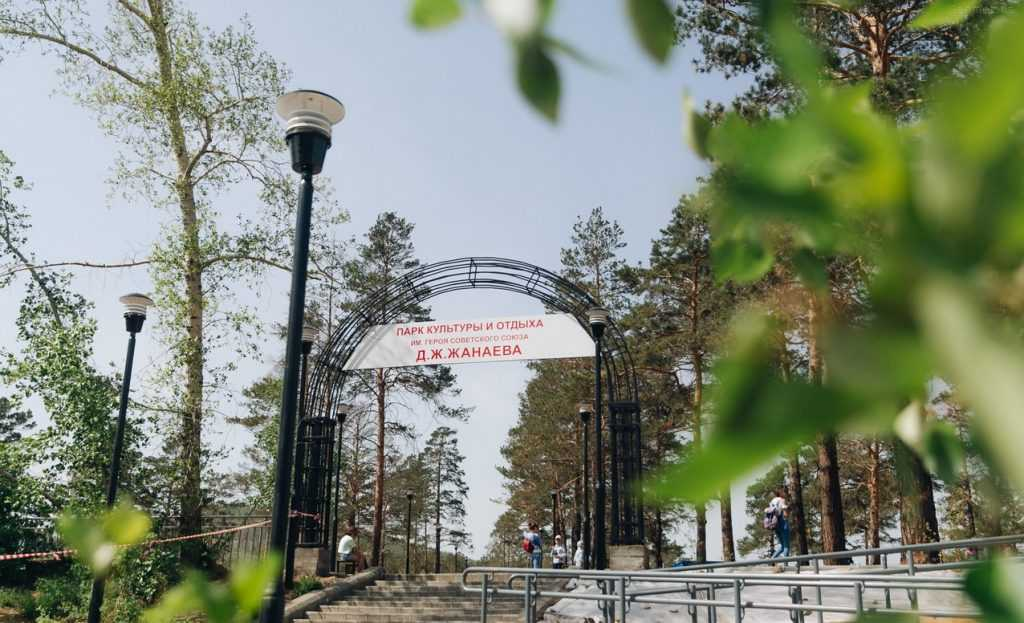 ПАРК КУЛЬТУРЫ И ОТДЫХА
ИМ. ГЕРОЯ СОВЕТСКОГО СОЮЗА
Д.Ж.ЖАНАЕВА